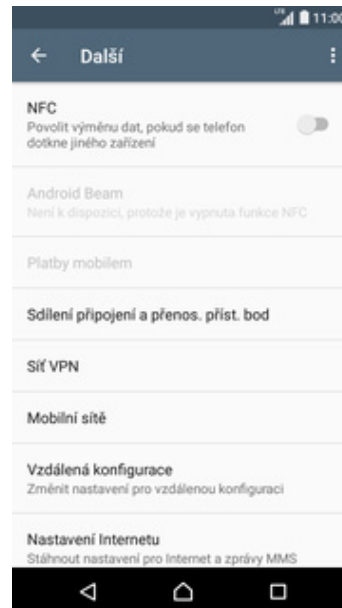 LTE 11:00
Další
NFC
Povolit výměnu dat, pokud se telefon
dotkne jiného zařízení
Android Beam
Není k dispozici, protože je vypnuta funkce NFC
Platby mobilem
Sdílení připojení a přenos. příst. bod
Síť VPN
Mobilní sítě
Vzdálená konfigurace
Změnit nastavení pro vzdálenou konfiguraci
Nastavení Internetu
Stáhnout nastavení pro Internet a zprávy MMS